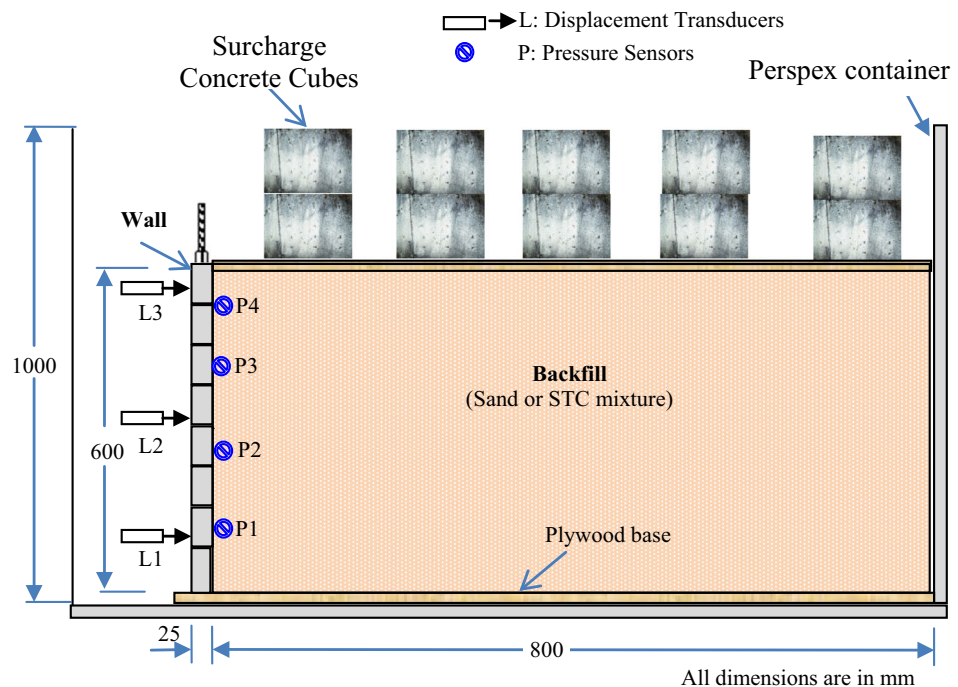 L: Displacement Transducers
P: Pressure Sensors
Surcharge
Concrete Cubes
Perspex container
Wall
L3
P4
1000
P3
Backfill
(Sand or STC mixture)
L2
600
P2
P1
L1
Plywood base
25
800
All dimensions are in mm